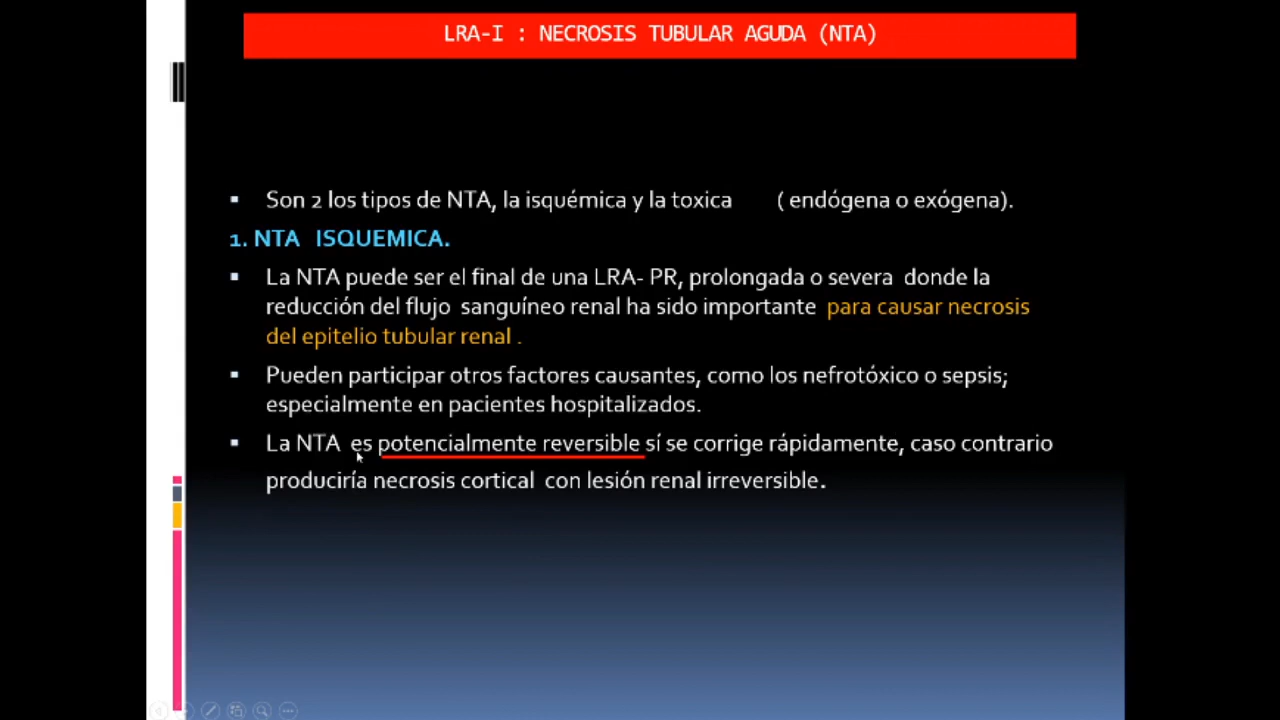 LRA-I : NECROSIS TUBULAR AGUDA (NTA)
Son 2 los tipos de NTA, la isquémica y la toxica ( endógena o exógena).
1. NTA ISQUEMICA.
La NTA puede ser el final de una LRA- PR, prolongada o severa donde la
reducción del flujo sanguíneo renal ha sido importante para causar necrosis
del epitelio tubular renal .
Pueden participar otros factores causantes, como los nefrotóxico o sepsis;
especialmente en pacientes hospitalizados.
La NTA es potencialmente reversible sí se corrige rápidamente, caso contrario
produciría necrosis cortical con lesión renal irreversible.